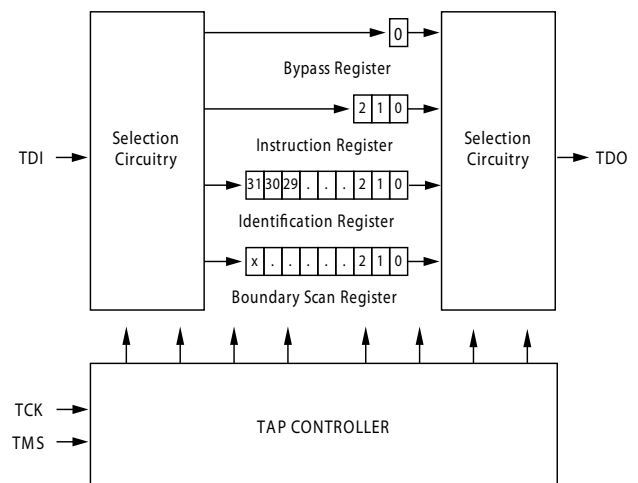 0
Bypass Register
2 1 0
Selection
Circuitry
Selection
Circuitry
Instruction Register
TDI
TDO
31 30 29 . . . 2 1 0
Identification Register
x . . . . . 2 1 0
Boundary Scan Register
TCK
TMS
TAP CONTROLLER